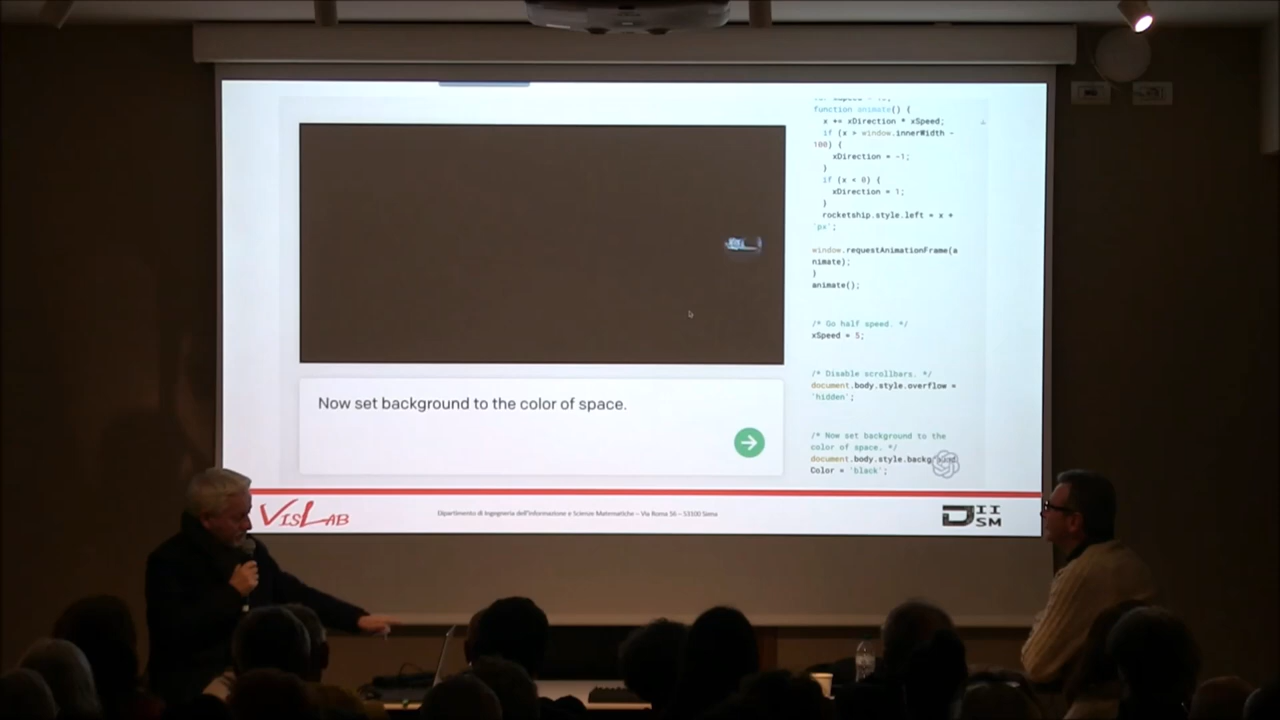 function animate() {
x += xDirection * xSpeed;
if (x > window.innerWidth -
100) {
xDirection = -1;
}
if (x < 0) {
xDirection = 1;
}
rocketship.style.left = x +
'px';
window.requestAnimationFrame(a
nimate);
}
animate();
/* Go half speed. */
xSpeed = 5;
/* Disable scrollbars. */
document.body.style.overflow =
'hidden';
/* Now set background to the
color of space. */
document.body.style.backg
Color = 'black';
Now set background to the color of space.
VISLAB
Dipartimento di Ingegneria dell'Informazione e Scienze Matematiche – Via Roma 56 – 53100 Siena
DII
SM